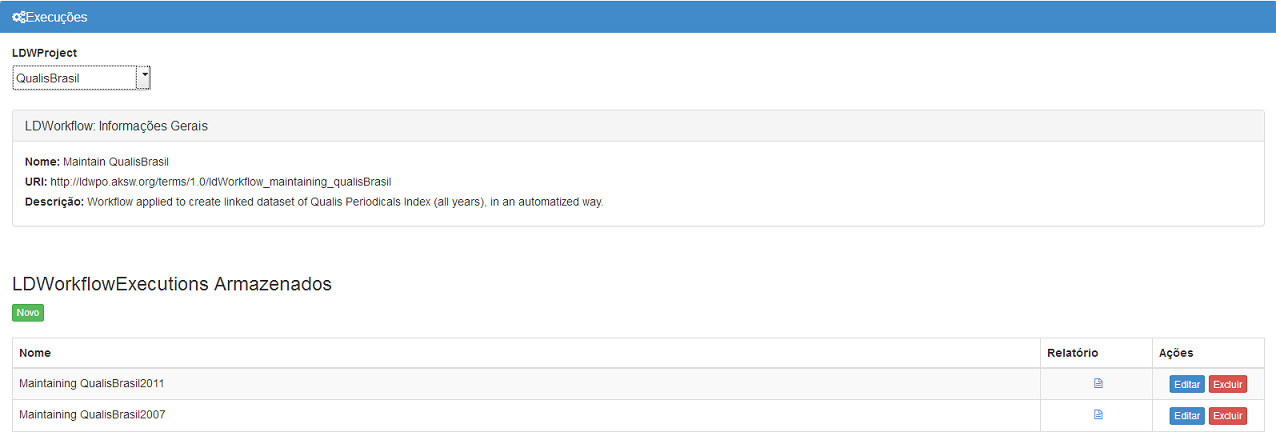 Execuções
LDWProject
QualisBrasil
LDWorkflow: Informações Gerais
Nome: Maintain QualisBrasil
URI: http://ldwpo.aksw.org/terms/1.0/ldWorkflow_maintaining_qualisBrasil
Descrição: Workflow applied to create linked dataset of Qualis Periodicals Index (all years), in an automatized way.
LDWorkflowExecutions Armazenados
Novo
Nome Relatório Ações
Maintaining QualisBrasil2011 Editar Excluir
Maintaining QualisBrasil2007 Editar Excluir